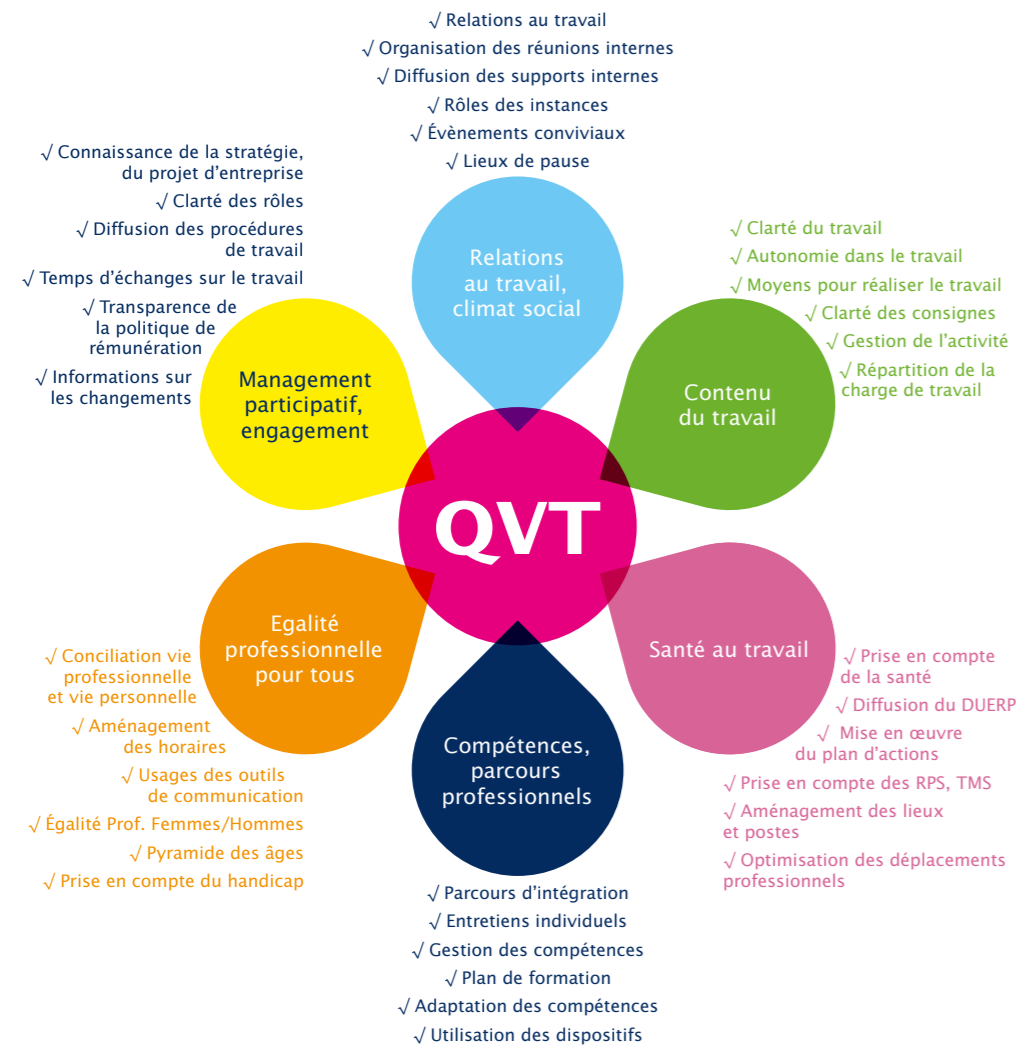 √ Relations au travail
√ Organisation des réunions internes
√ Diffusion des supports internes
√ Rôles des instances
√ Évènements conviviaux
√ Lieux de pause
Relations
au travail,
climat social
√ Clarté du travail
√ Autonomie dans le travail
√ Moyens pour réaliser le travail
√ Clarté des consignes
√ Gestion de l’activité
√ Répartition de la
charge de travail
Contenu
du travail
Santé au travail
√ Prise en compte
de la santé
√ Diffusion du DUERP
√ Mise en œuvre
du plan d’actions
√ Prise en compte des RPS, TMS
√ Aménagement des lieux
et postes
√ Optimisation des déplacements
professionnels
Compétences,
parcours
professionnels
√ Parcours d’intégration
√ Entretiens individuels
√ Gestion des compétences
√ Plan de formation
√ Adaptation des compétences
√ Utilisation des dispositifs
Egalité
professionnelle
pour tous
√ Conciliation vie
professionnelle
et vie personnelle
√ Aménagement
des horaires
√ Usages des outils
de communication
√ Égalité Prof. Femmes/Hommes
√ Pyramide des âges
√ Prise en compte du handicap
√ Connaissance de la stratégie,
du projet d’entreprise
√ Clarté des rôles
√ Diffusion des procédures
de travail
√ Temps d’échanges sur le travail
√ Transparence de
la politique de
rémunération
√ Informations sur
les changements
Management
participatif,
engagement
QVT